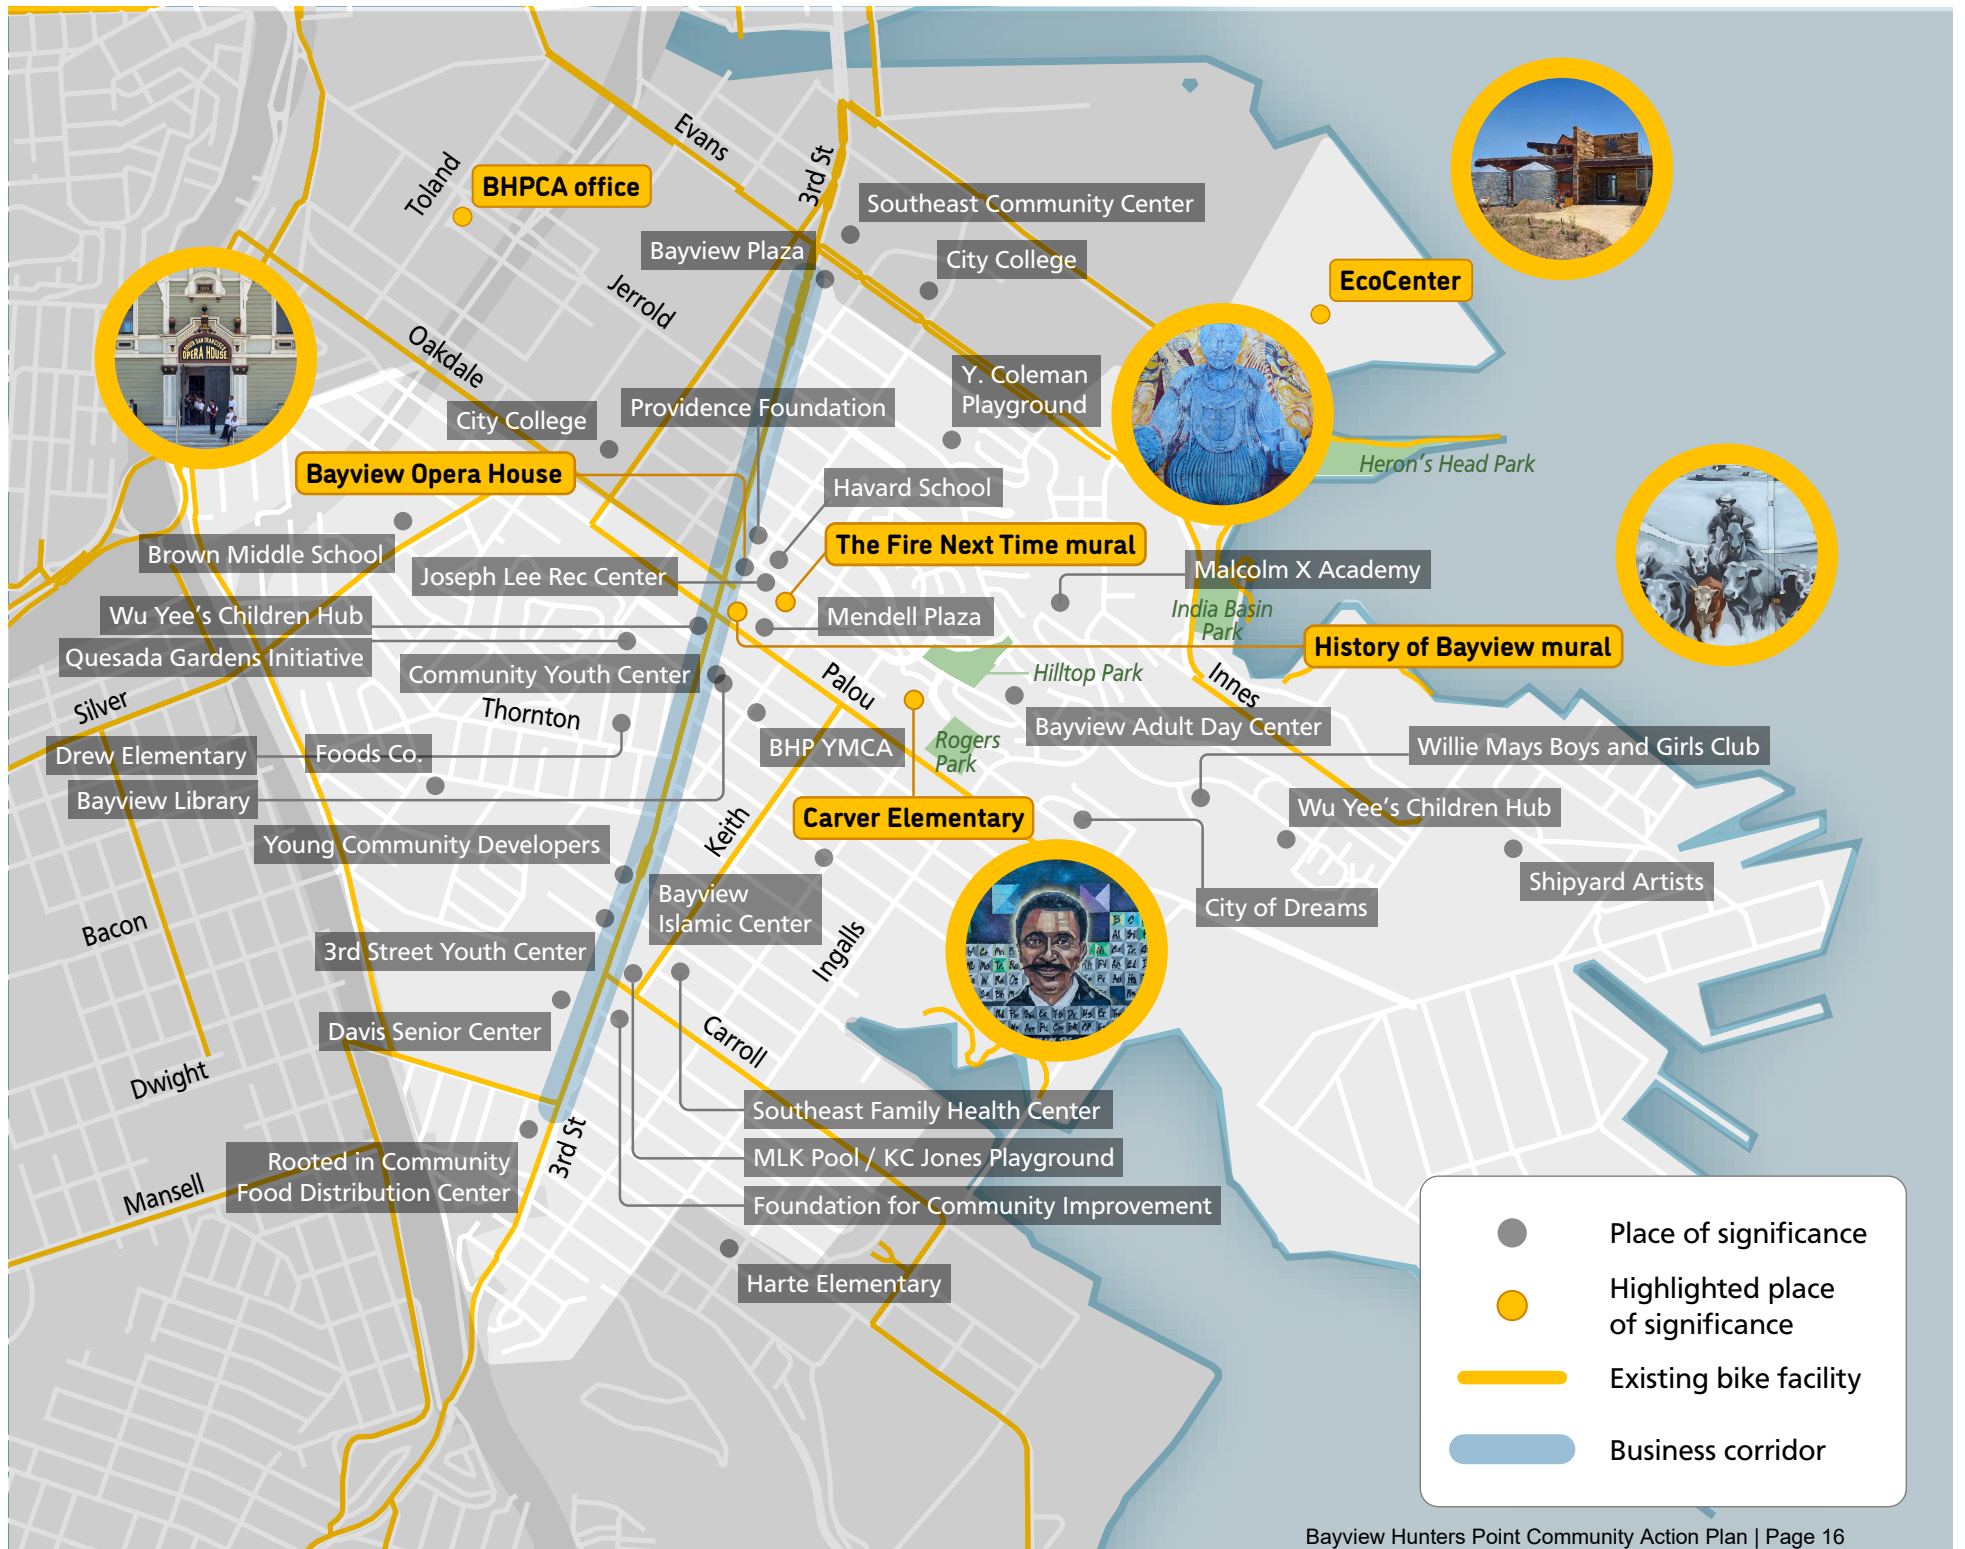 Evans
3rd St
Toland
BHPCA office
Southeast Community Center
Bayview Plaza
City College
EcoCenter
Jerrold
Oakdale
SOUTH SAN FRANCISCO
OPERA HOUSE
Y. Coleman
Playground
Providence Foundation
City College
Heron's Head Park
Bayview Opera House
Havard School
The Fire Next Time mural
Brown Middle School
Joseph Lee Rec Center
Malcolm X Academy
Wu Yee's Children Hub
Mendell Plaza
India Basin
Park
Quesada Gardens Initiative
History of Bayview mural
Community Youth Center
Hilltop Park
Palou
Innes
Silver
Thornton
Bayview Adult Day Center
Drew Elementary
Foods Co.
BHP YMCA
Rogers
Park
Willie Mays Boys and Girls Club
Bayview Library
Carver Elementary
Wu Yee's Children Hub
Keith
Young Community Developers
Shipyard Artists
Bayview
Islamic Center
City of Dreams
Bacon
3rd Street Youth Center
Ingalls
Davis Senior Center
Carroll
Dwight
Southeast Family Health Center
3rd St
MLK Pool / KC Jones Playground
Rooted in Community
Food Distribution Center
Mansell
Foundation for Community Improvement
Harte Elementary
Place of significance
Highlighted place
of significance
Existing bike facility
Business corridor
Bayview Hunters Point Community Action Plan | Page 16